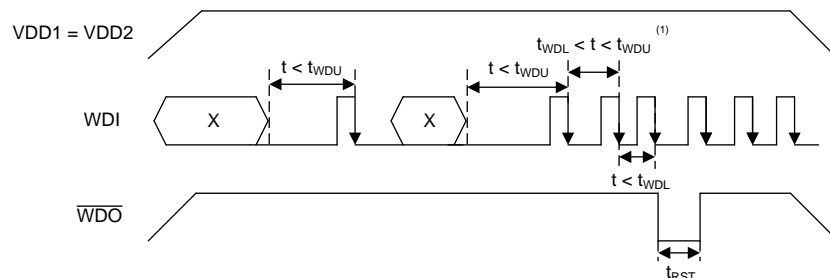 VDD1 = VDD2
t < tWDU
t < tWDU
tWDL < t < tWDU (1)
WDI
X
X
t < tWDL
WDO
tRST